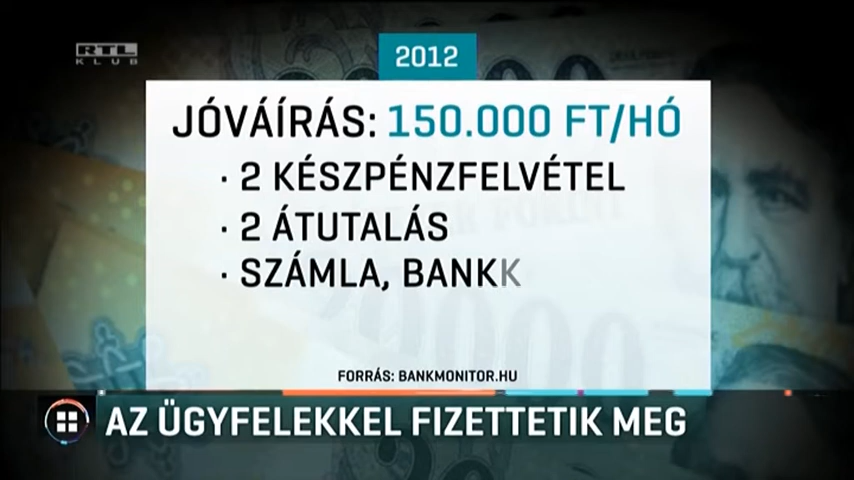 RTL
KLUB
2012
JÓVÁÍRÁS: 150.000 FT/HÓ
· 2 KÉSZPÉNZFELVÉTEL
· 2 ÁTUTALÁS
· SZÁMLA, BANKK
FORRÁS: BANKMONITOR.HU
AZ ÜGYFELEKKEL FIZETTETIK MEG